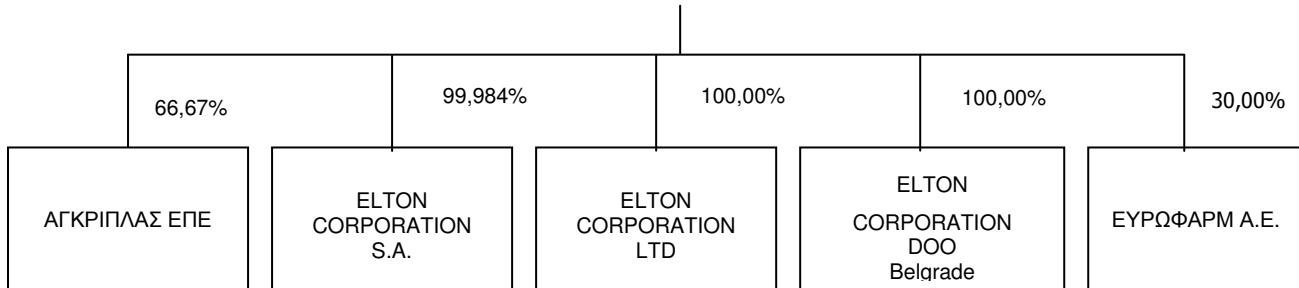 66,67%
99,984%
100,00%
100,00%
30,00%
ΑΓΚΡΙΠΛΑΣ ΕΠΕ
ELTON
CORPORATION
S.A.
ELTON
CORPORATION
LTD
ELTON
CORPORATION
DOO
Belgrade
ΕΥΡΩΦΑΡΜ Α.Ε.